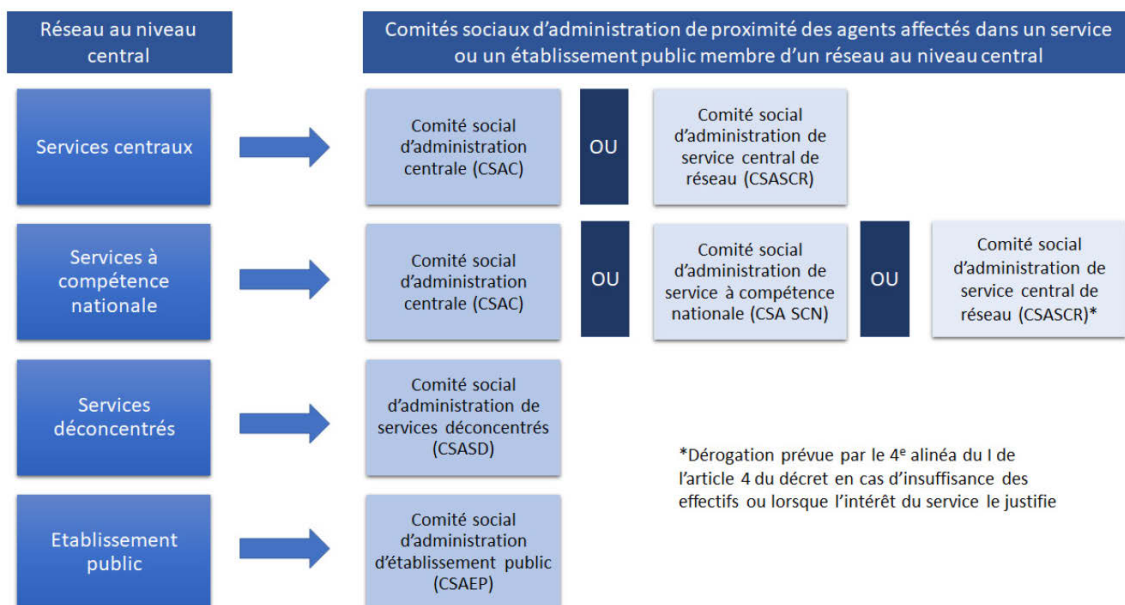 Réseau au niveau
central
Comités sociaux d'administration de proximité des agents affectés dans un service
ou un établissement public membre d'un réseau au niveau central
Services centraux
Comité social
d'administration
centrale (CSAC)
OU
Comité social
d'administration de
service central de
réseau (CSASCR)
Services à
compétence
nationale
Comité social
d'administration
centrale (CSAC)
OU
Comité social
d'administration de
service à compétence
nationale (CSA SCN)
OU
Comité social
d'administration de
service central de
réseau (CSASCR)*
Services
déconcentrés
Comité social
d'administration de
services déconcentrés
(CSASD)
*Dérogation prévue par le 4e alinéa du I de
l'article 4 du décret en cas d'insuffisance des
effectifs ou lorsque l'intérêt du service le justifie
Etablissement
public
Comité social
d'administration
d'établissement public
(CSAEP)